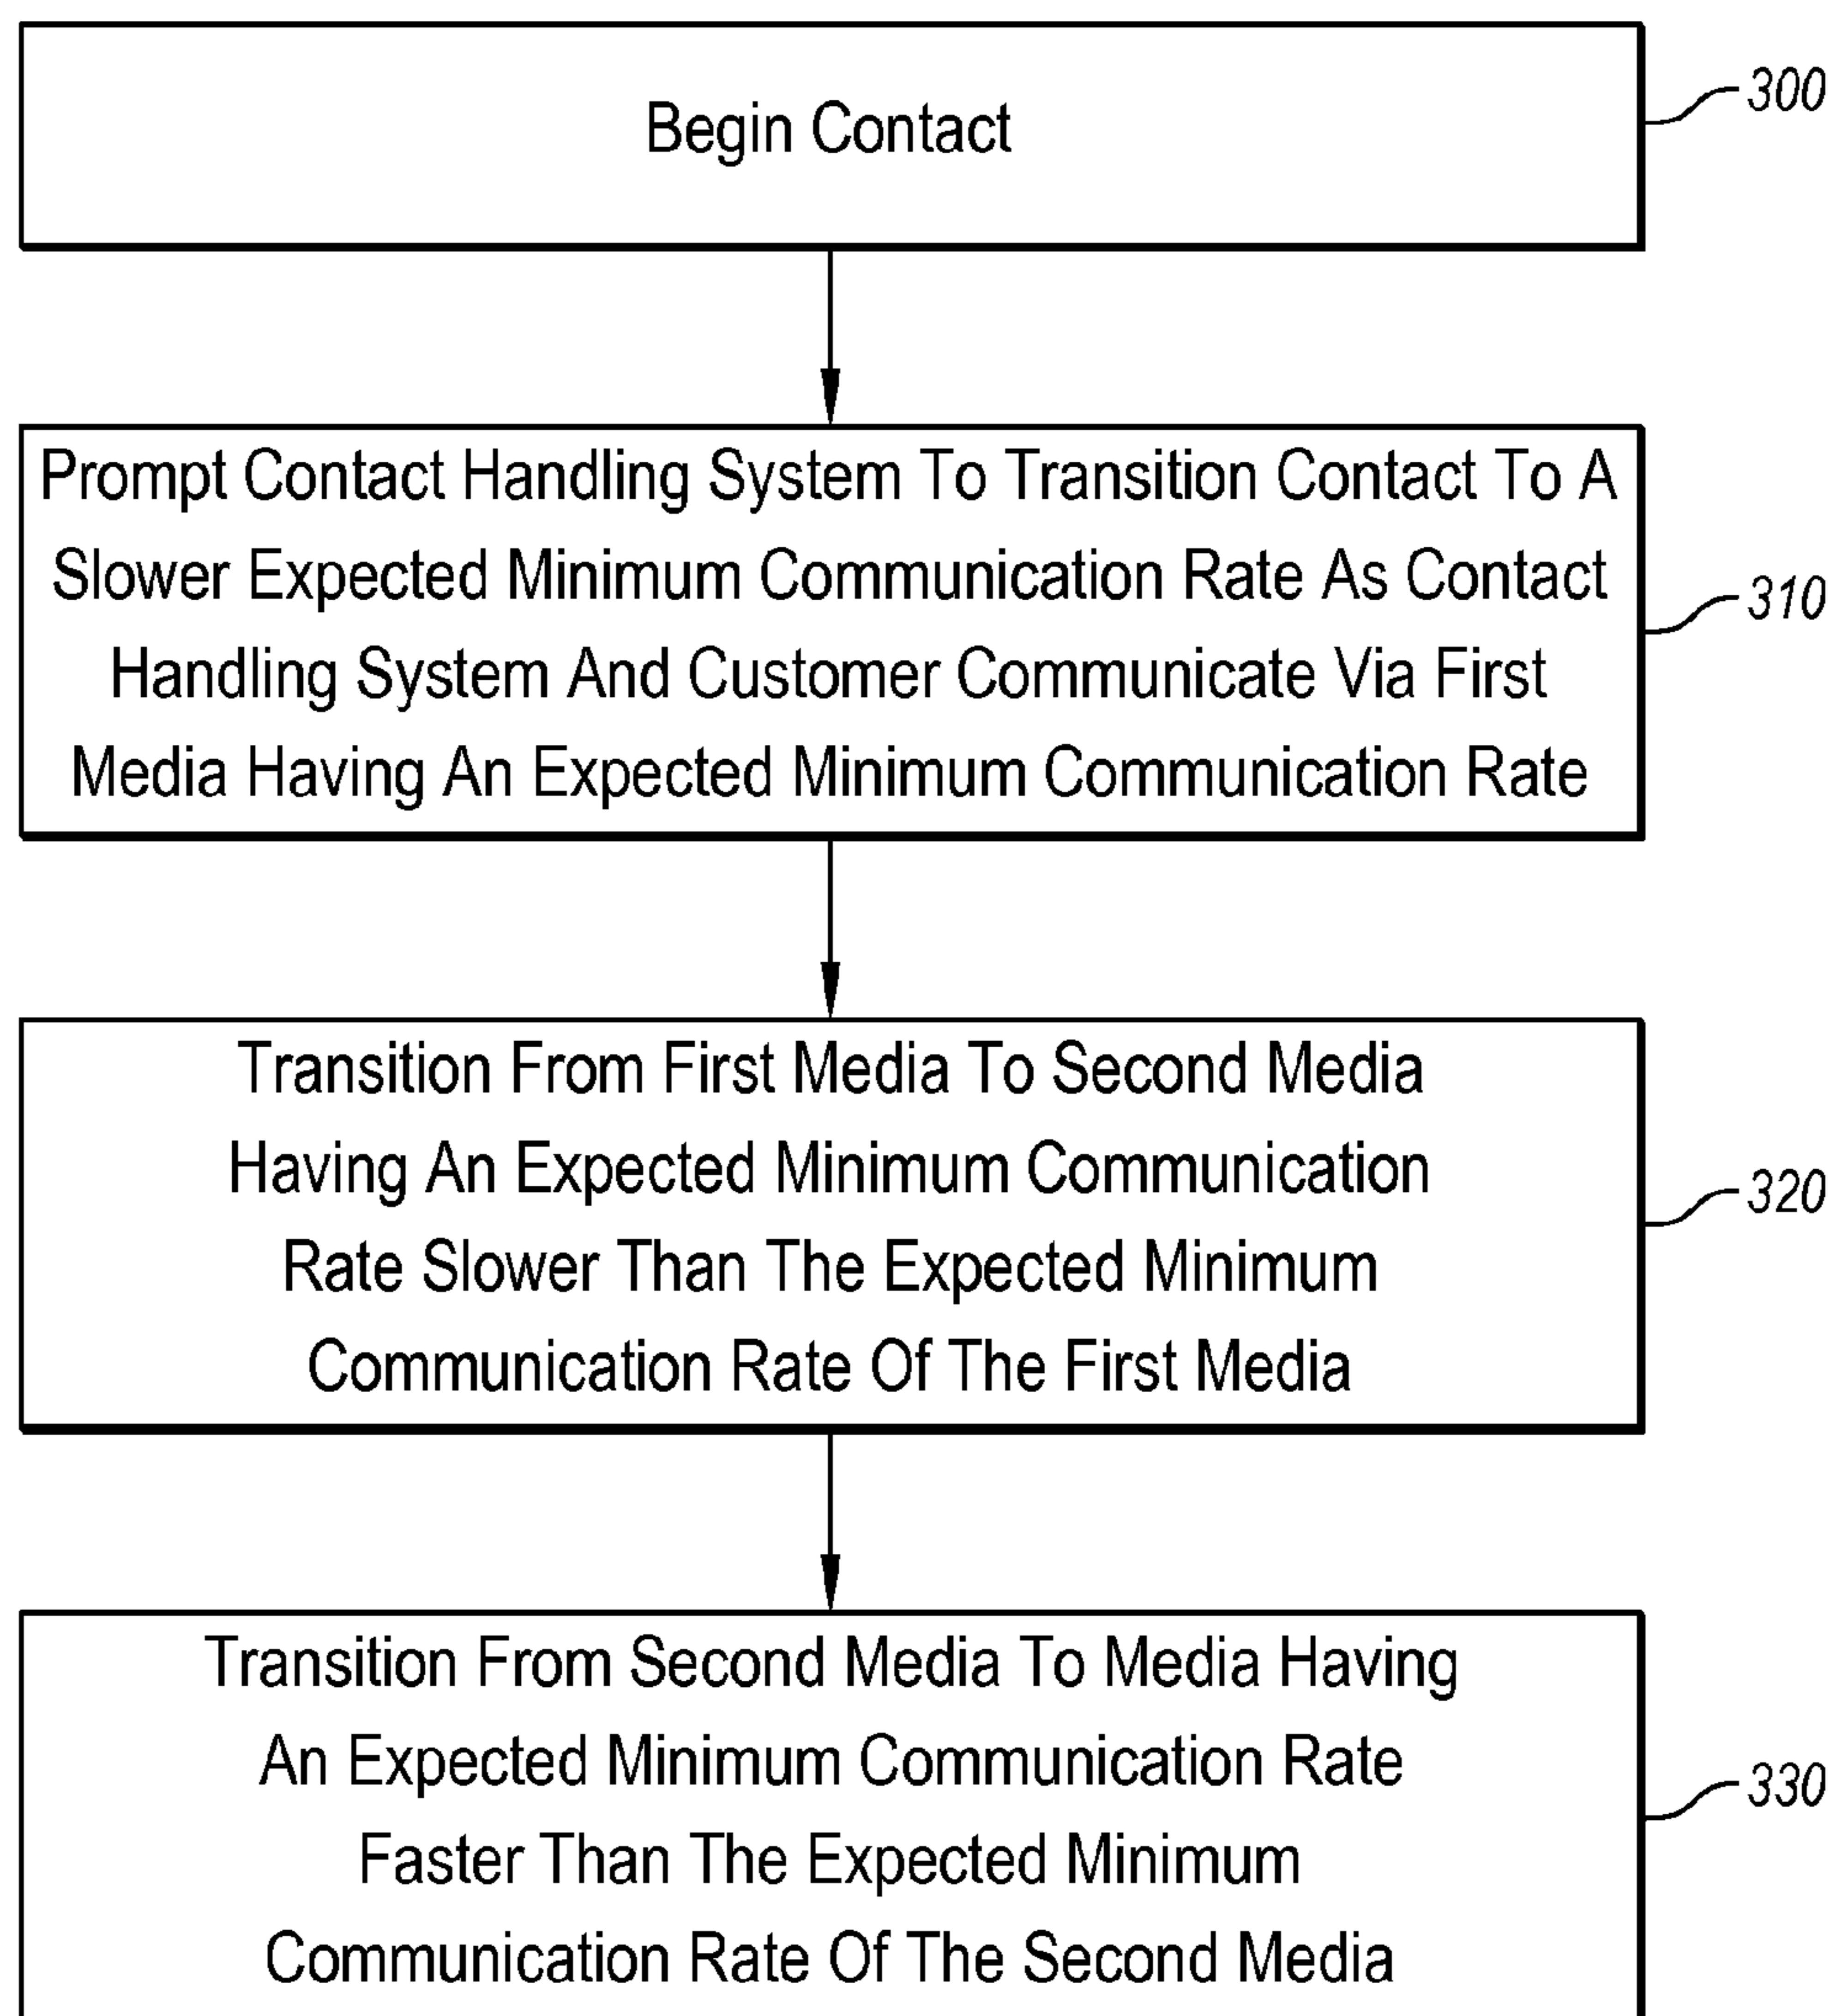 Begin Contact
300
Prompt Contact Handling System To Transition Contact To A
Slower Expected Minimum Communication Rate As Contact
Handling System And Customer Communicate Via First
Media Having An Expected Minimum Communication Rate
310
Transition From First Media To Second Media
Having An Expected Minimum Communication
Rate Slower Than The Expected Minimum
Communication Rate Of The First Media
320
Transition From Second Media To Media Having
An Expected Minimum Communication Rate
Faster Than The Expected Minimum
Communication Rate Of The Second Media
330